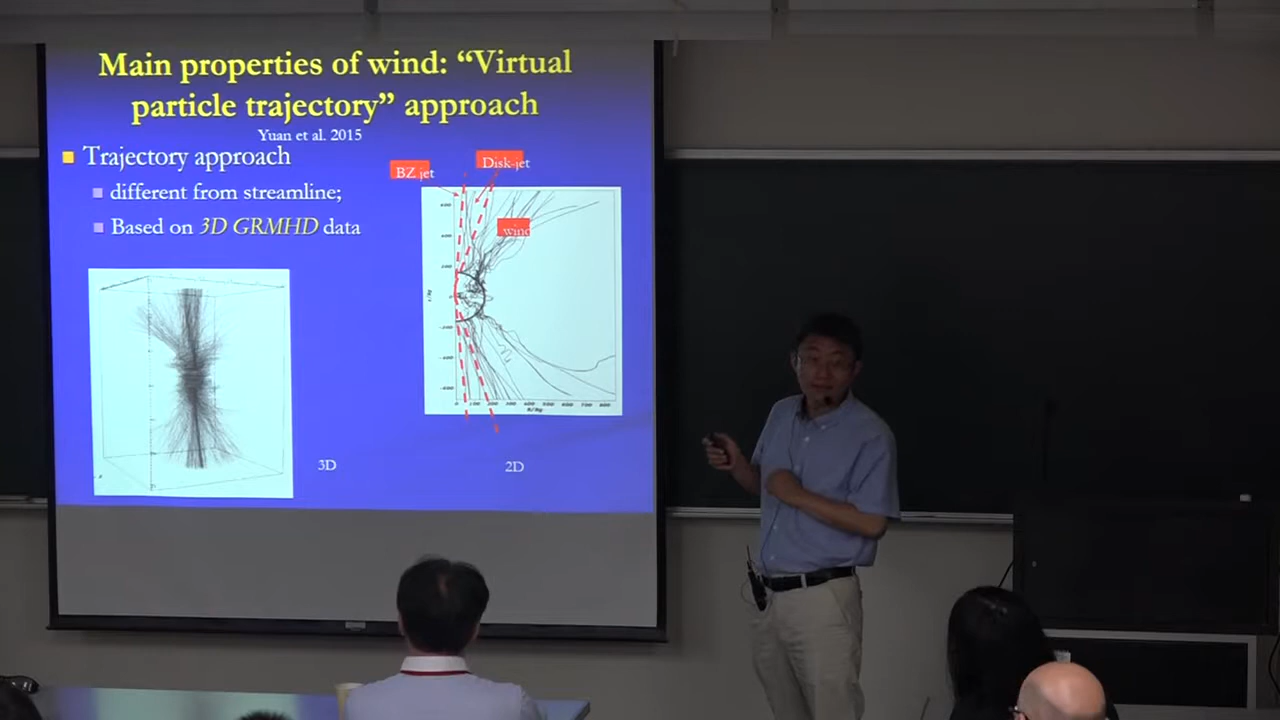 Main properties of wind: “Virtual
particle trajectory” approach
Yuan et al. 2015
Trajectory approach
different from streamline;
Based on 3D GRMHD data
BZ jet
Disk-jet
wind
3D
2D